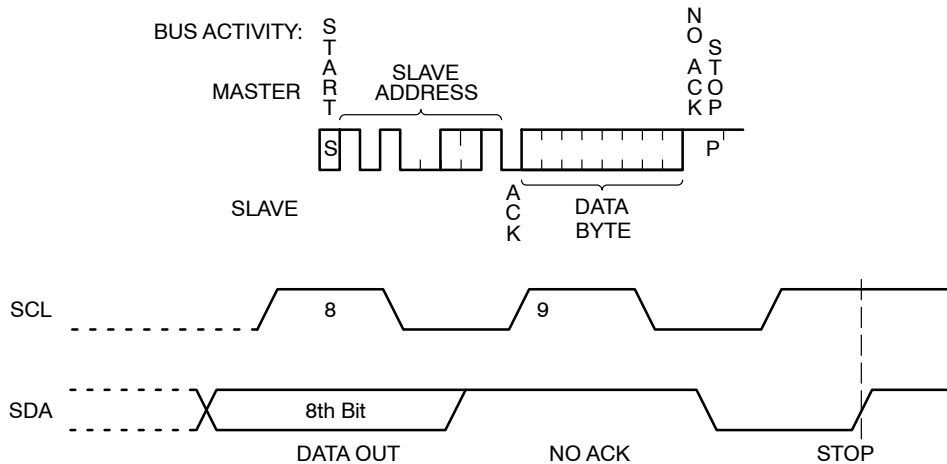 BUS ACTIVITY:
MASTER
START
SLAVE
ADDRESS
NO ACK
STOP
S
P
SLAVE
ACK
DATA
BYTE
SCL
8
9
SDA
8th Bit
DATA OUT
NO ACK
STOP